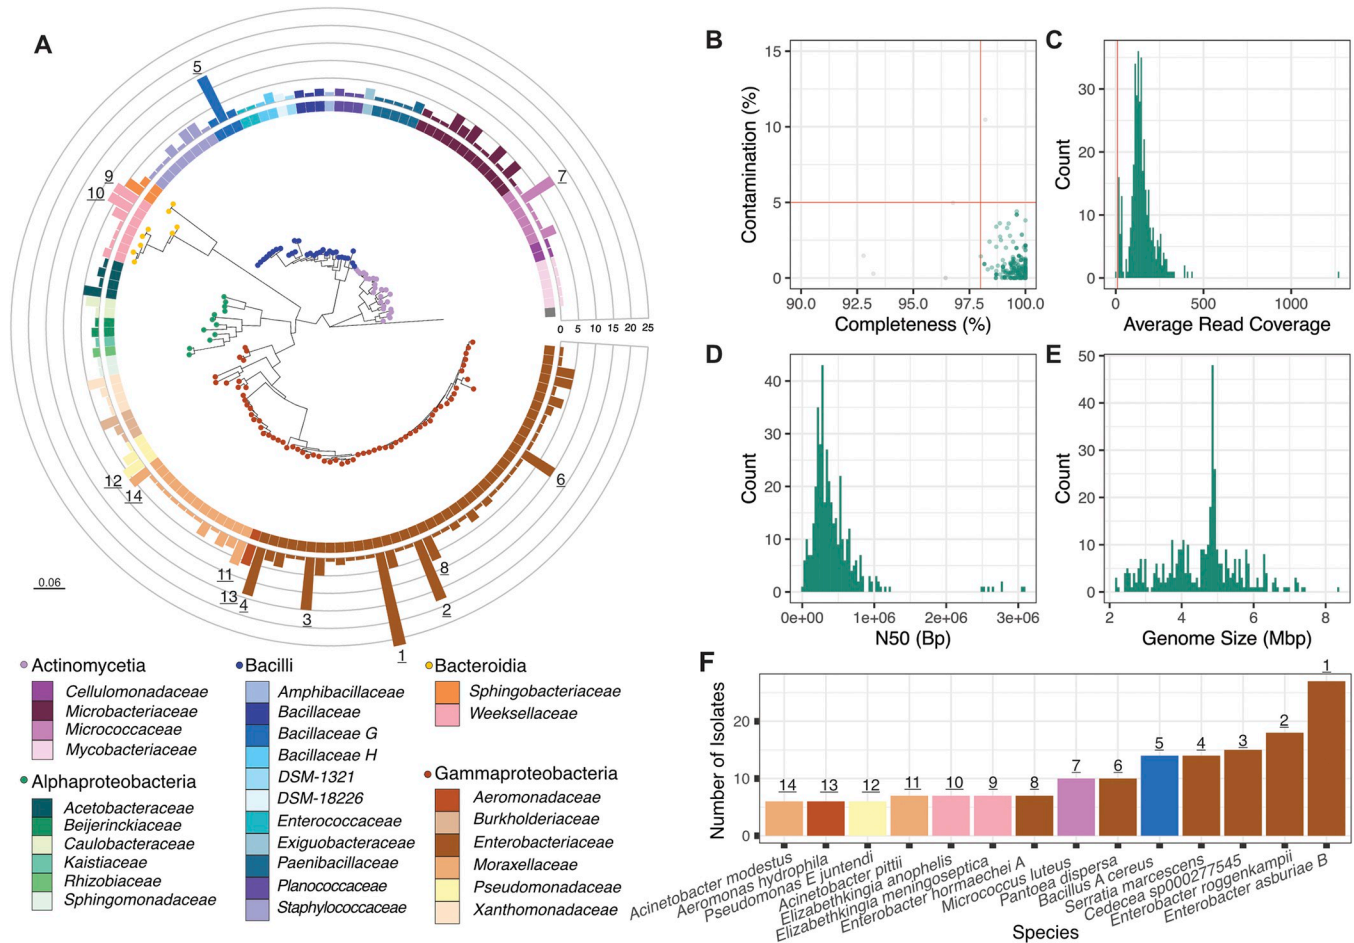 A
5
9
10
7
0 5 10 15 20 25
6
12
14
11
13
4
3
8
2
1
0.06
Actinomycetia
Cellulomonadaceae
Microbacteriaceae
Micrococcaceae
Mycobacteriaceae
Alphaproteobacteria
Acetobacteraceae
Beijerinckiaceae
Caulobacteraceae
Kaistiaceae
Rhizobiaceae
Sphingomonadaceae
Bacilli
Amphibacillaceae
Bacillaceae
Bacillaceae G
Bacillaceae H
DSM-1321
DSM-18226
Enterococcaceae
Exiguobacteraceae
Paenibacillaceae
Planococcaceae
Staphylococcaceae
Bacteroidia
Sphingobacteriaceae
Weeksellaceae
Gammaproteobacteria
Aeromonadaceae
Burkholderiaceae
Enterobacteriaceae
Moraxellaceae
Pseudomonadaceae
Xanthomonadaceae
B
Contamination (%)
15
10
5
0
90.0 92.5 95.0 97.5 100.0
Completeness (%)
C
Count
30
20
10
0
0 500 1000
Average Read Coverage
D
Count
40
30
20
10
0
0e+00 1e+06 2e+06 3e+06
N50 (Bp)
E
Count
50
40
30
20
10
0
2 4 6 8
Genome Size (Mbp)
F
Number of Isolates
20
10
0
14 13 12 11 10 9 8 7 6 5 4 3 2 1
Acinetobacter modestus
Aeromonas hydrophila
Pseudomonas E juntendi
Acinetobacter pittii
Elizabethkingia anophelis
Elizabethkingia meningoseptica
Enterobacter hormaechei A
Micrococcus luteus
Pantoea dispersa
Bacillus A cereus
Serratia marcescens
Cedecea sp000277545
Enterobacter roggenkampii
Enterobacter asburiae B
Species